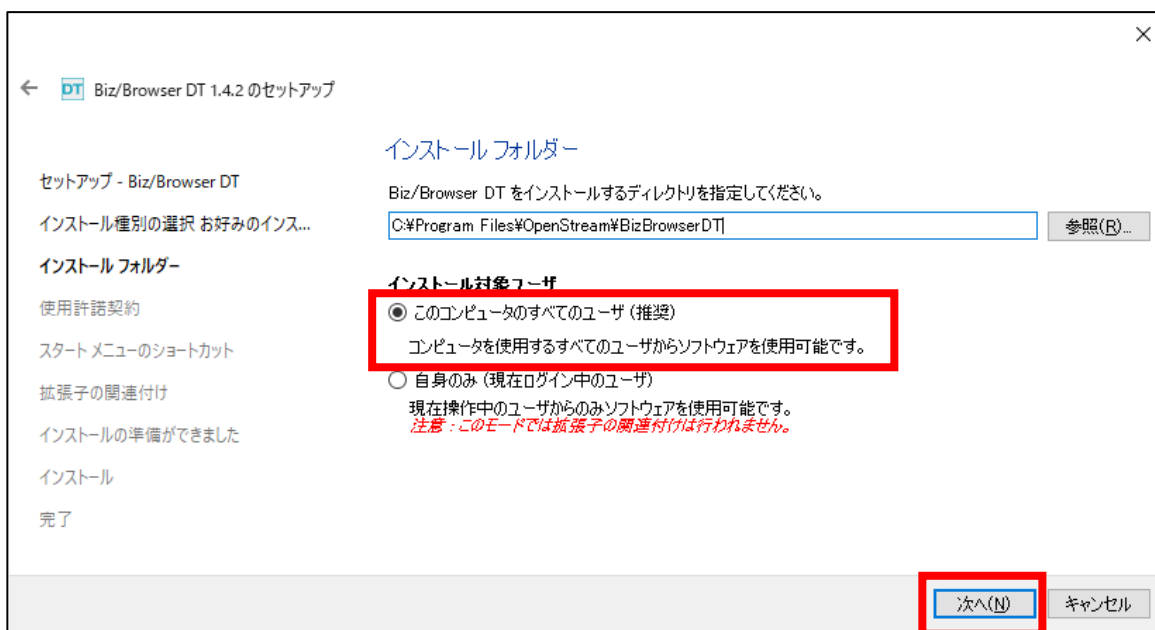 DT Biz/Browser DT 1.4.2 のセットアップ
インストール フォルダー
セットアップ - Biz/Browser DT
インストール種別の選択 お好みのインス...
インストール フォルダー
使用許諾契約
スタート メニューのショートカット
拡張子の関連付け
インストールの準備ができました
インストール
完了
Biz/Browser DT をインストールするディレクトリを指定してください。
C:¥Program Files¥OpenStream¥BizBrowserDT
参照(R)...
インストール対象ユーザ
このコンピュータのすべてのユーザ (推奨)
コンピュータを使用するすべてのユーザからソフトウェアを使用可能です。
自身のみ (現在ログイン中のユーザ)
現在操作中のユーザからのみソフトウェアを使用可能です。
注意 : このモードでは拡張子の関連付けは行われません。
次へ(N)
キャンセル